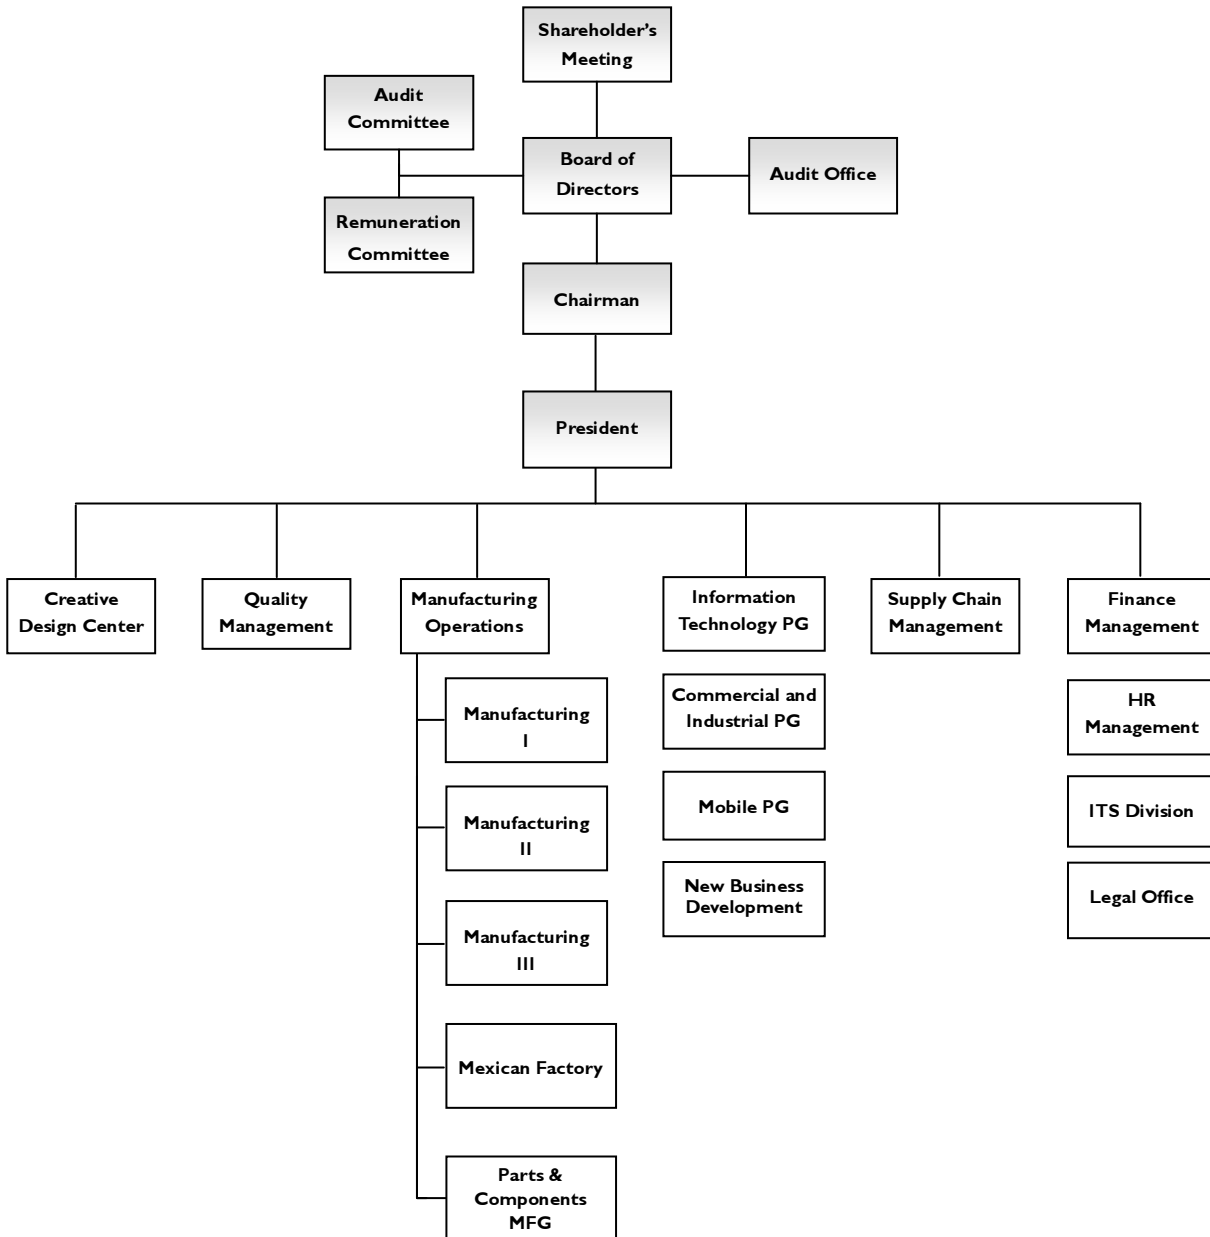 Shareholder's
Meeting
Audit
Committee
Board of
Directors
Audit Office
Remuneration
Committee
Chairman
President
Creative
Design Center
Quality
Management
Manufacturing
Operations
Information
Technology PG
Supply Chain
Management
Finance
Management
Manufacturing
I
Manufacturing
II
Manufacturing
III
Mexican Factory
Parts &
Components
MFG
Commercial and
Industrial PG
Mobile PG
New Business
Development
HR
Management
ITS Division
Legal Office